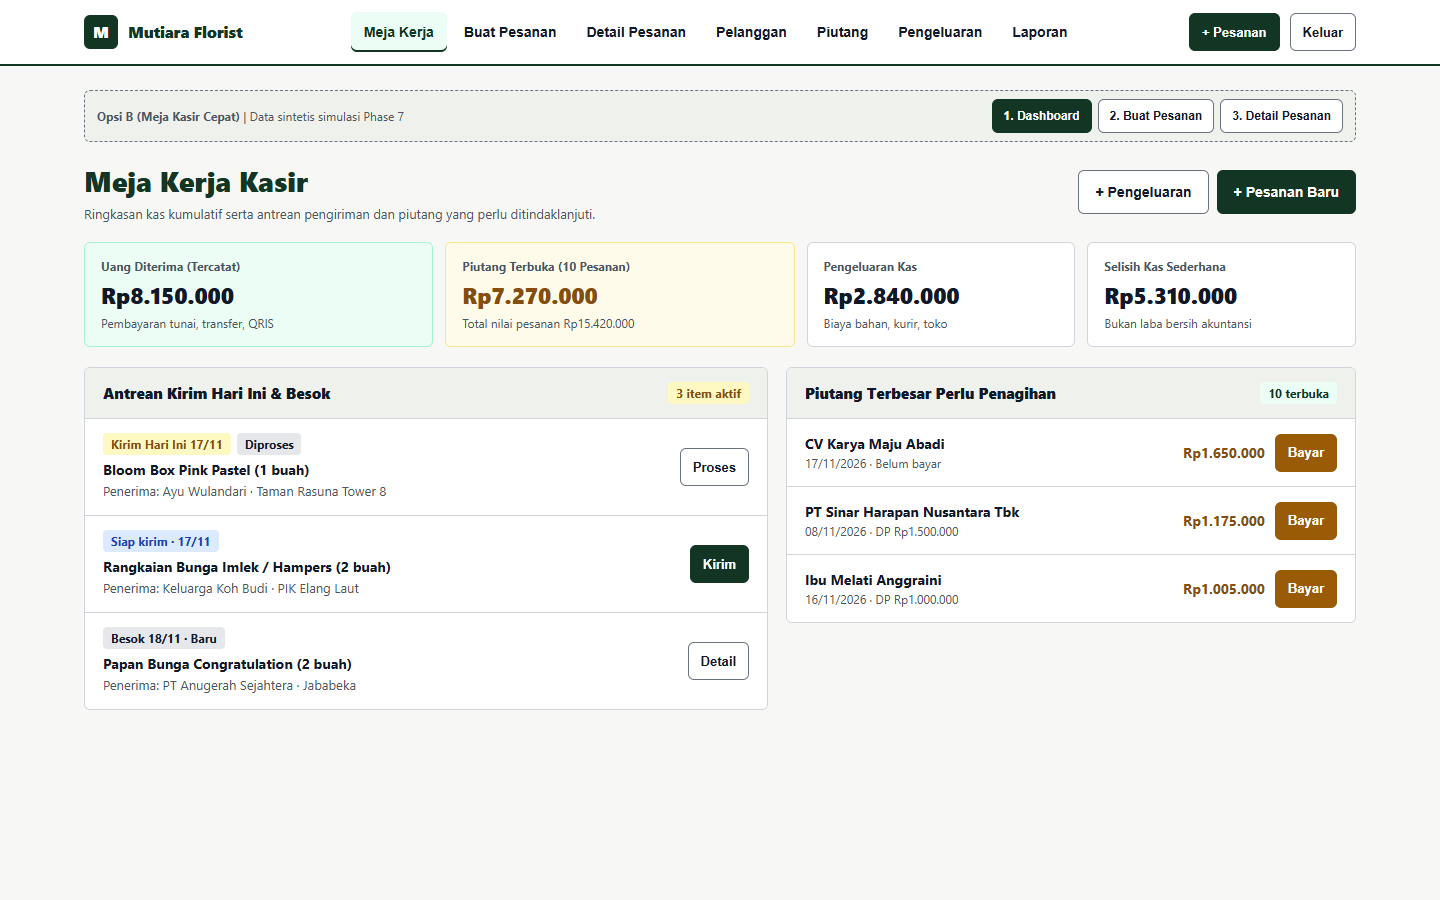 M Mutiara Florist Meja Kerja Buat Pesanan Detail Pesanan Pelanggan Piutang Pengeluaran Laporan + Pesanan Keluar
Opsi B (Meja Kasir Cepat) | Data sintetis simulasi Phase 7 1. Dashboard 2. Buat Pesanan 3. Detail Pesanan
Meja Kerja Kasir
Ringkasan kas kumulatif serta antrean pengiriman dan piutang yang perlu ditindaklanjuti.
+ Pengeluaran + Pesanan Baru
Uang Diterima (Tercatat)
Rp8.150.000
Pembayaran tunai, transfer, QRIS
Piutang Terbuka (10 Pesanan)
Rp7.270.000
Total nilai pesanan Rp15.420.000
Pengeluaran Kas
Rp2.840.000
Biaya bahan, kurir, toko
Selisih Kas Sederhana
Rp5.310.000
Bukan laba bersih akuntansi
Antrean Kirim Hari Ini & Besok 3 item aktif
Kirim Hari Ini 17/11 Diproses
Bloom Box Pink Pastel (1 buah)
Penerima: Ayu Wulandari · Taman Rasuna Tower 8
Proses
Siap kirim · 17/11
Rangkaian Bunga Imlek / Hampers (2 buah)
Penerima: Keluarga Koh Budi · PIK Elang Laut
Kirim
Besok 18/11 · Baru
Papan Bunga Congratulation (2 buah)
Penerima: PT Anugerah Sejahtera · Jababeka
Detail
Piutang Terbesar Perlu Penagihan 10 terbuka
CV Karya Maju Abadi
17/11/2026 · Belum bayar
Rp1.650.000 Bayar
PT Sinar Harapan Nusantara Tbk
08/11/2026 · DP Rp1.500.000
Rp1.175.000 Bayar
Ibu Melati Anggraini
16/11/2026 · DP Rp1.000.000
Rp1.005.000 Bayar